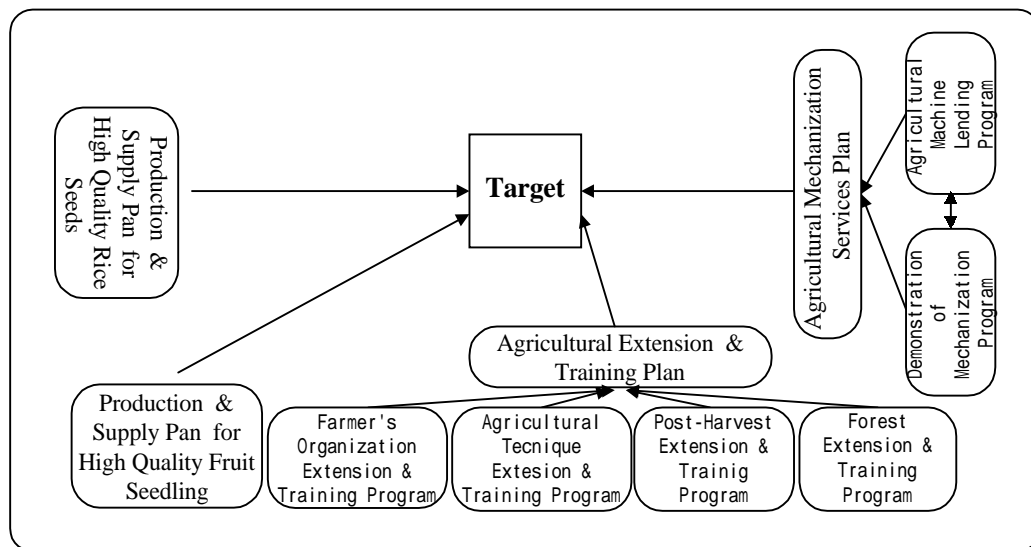 Production &
Supply Pan for
High Quality Rice
Seeds
Target
Agricultural Mechanization
Services Plan
Agricultural
Machine
Lending
Program
Demonstration
of
Mechanization
Program
Agricultural Extension &
Training Plan
Production &
Supply Pan for
High Quality Fruit
Seedling
Farmer's
Organization
Extension &
Training Program
Agricultural
Tecnique
Extesion &
Training Program
Post-Harvest
Extension &
Trainig
Program
Forest
Extension &
Training
Program